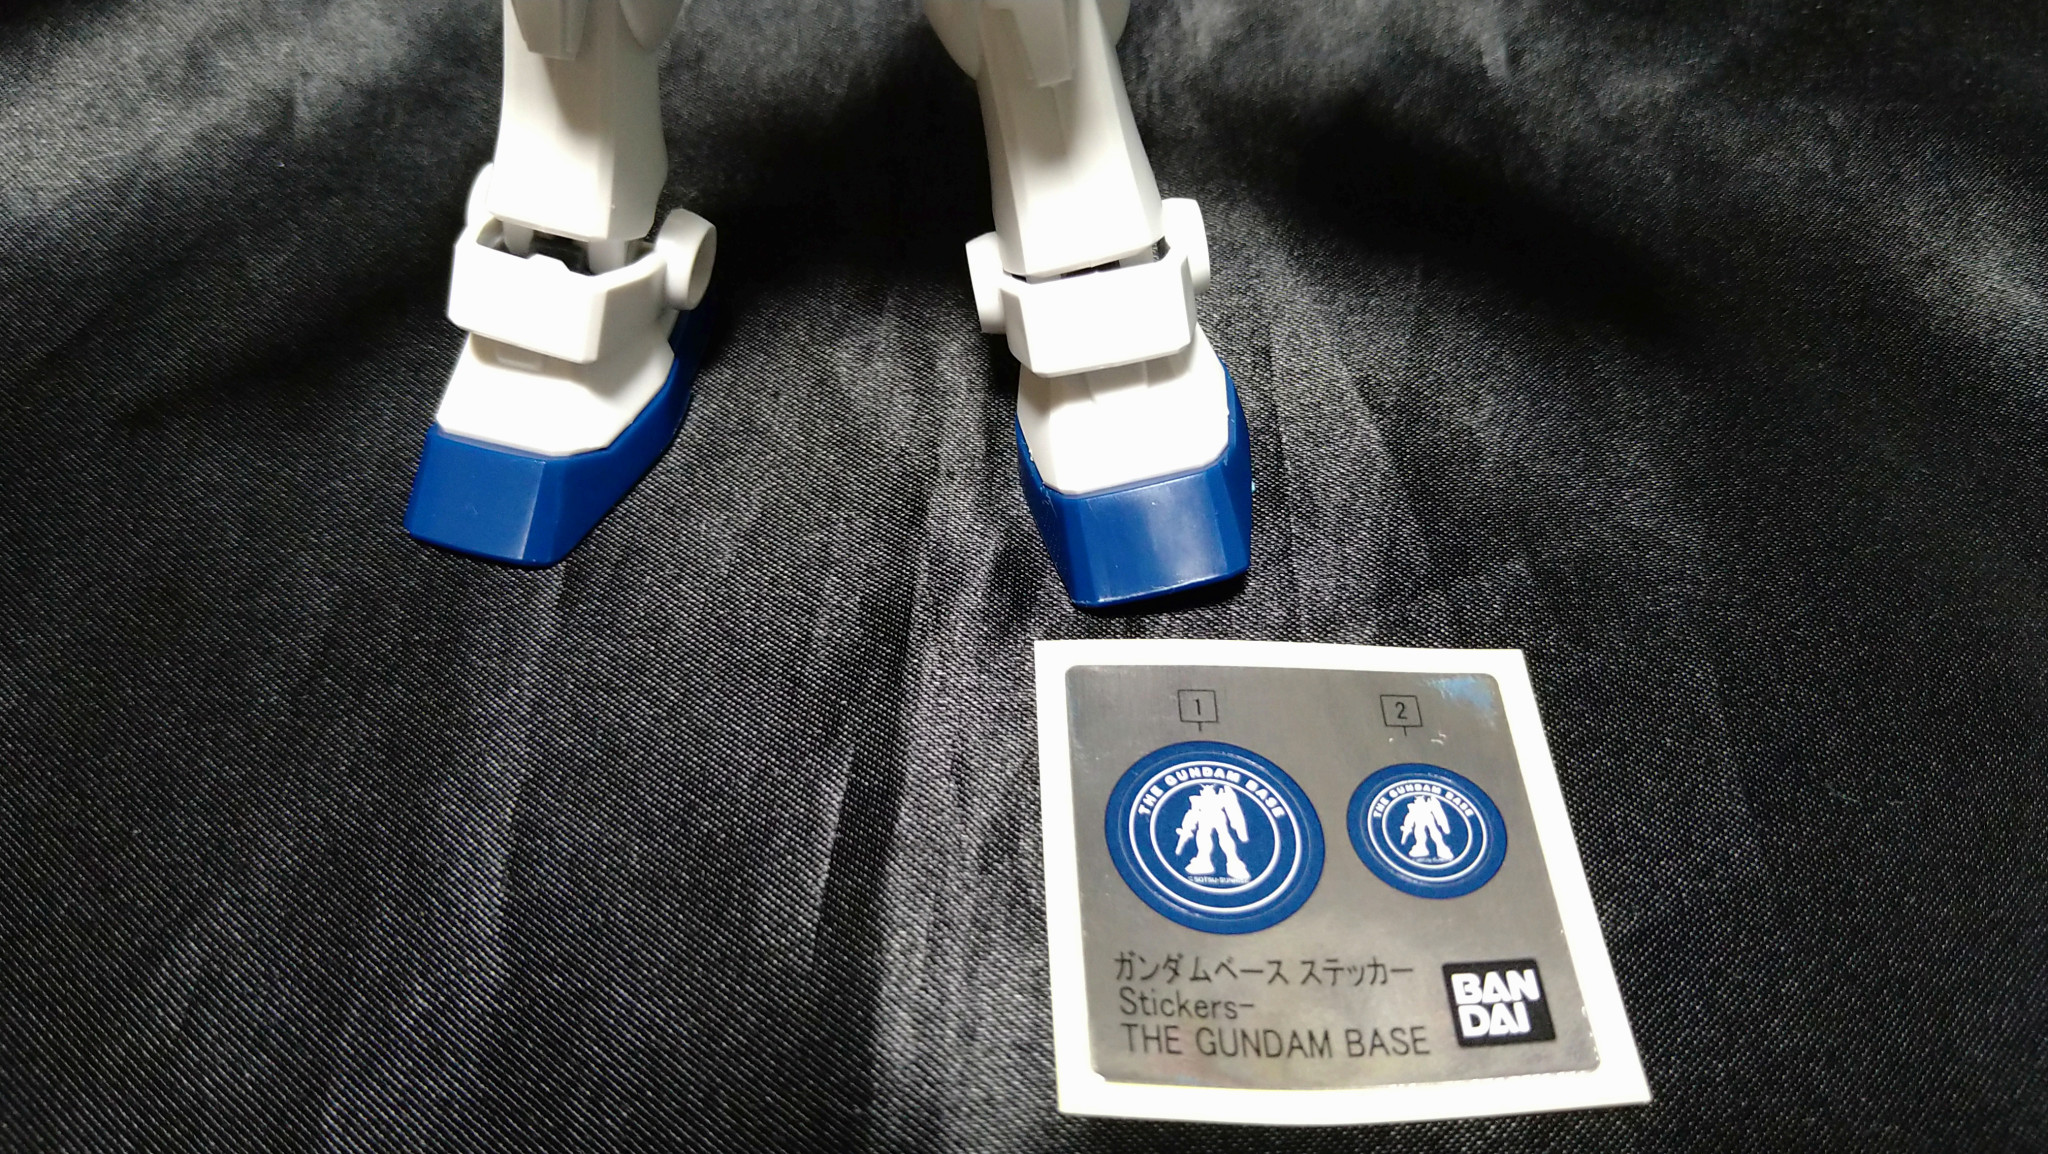 1
2
THE GUNDAM BASE
THE GUNDAM BASE
ガンダムベース ステッカー
Stickers-
THE GUNDAM BASE
BAN
DAI